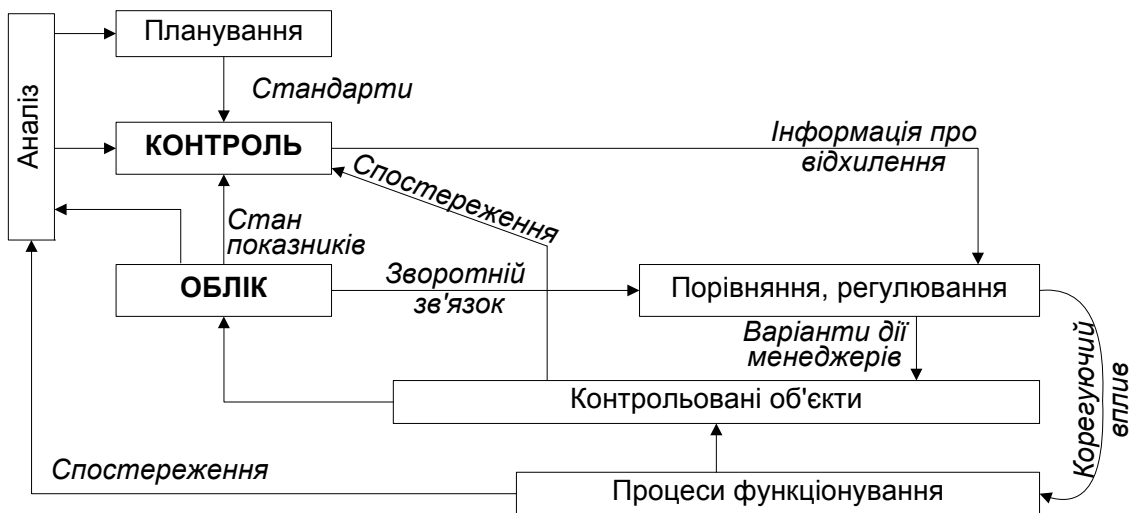 Планування
Стандарти
Аналіз
КОНТРОЛЬ
Інформація про
відхилення
Спостереження
Стан
показників
ОБЛІК
Зворотній
зв'язок
Порівняння, регулювання
Варіанти дії
менеджерів
Корегуючий
вплив
Контрольовані об'єкти
Спостереження
Процеси функціонування